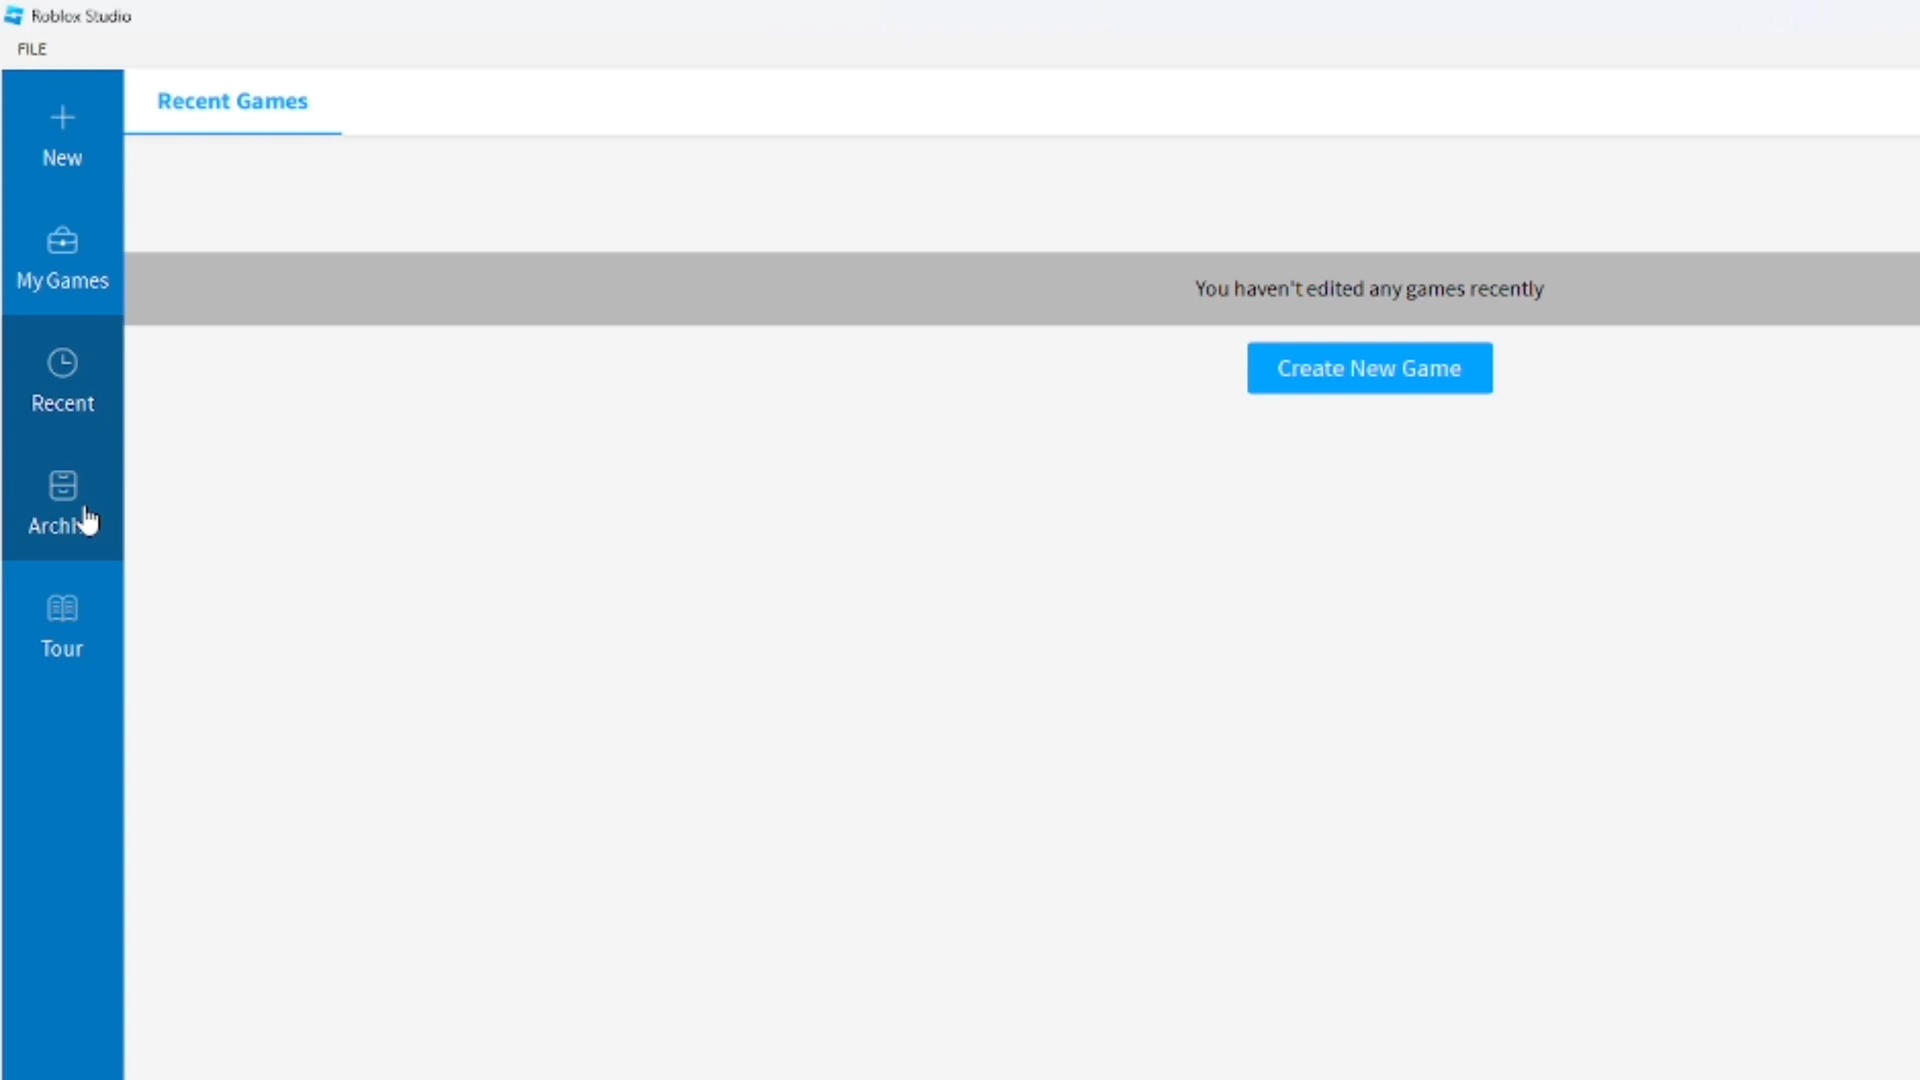 Roblox Studio
FILE
New
My Games
Recent
Tour
Recent Games
You haven't edited any games recently
Create New Game